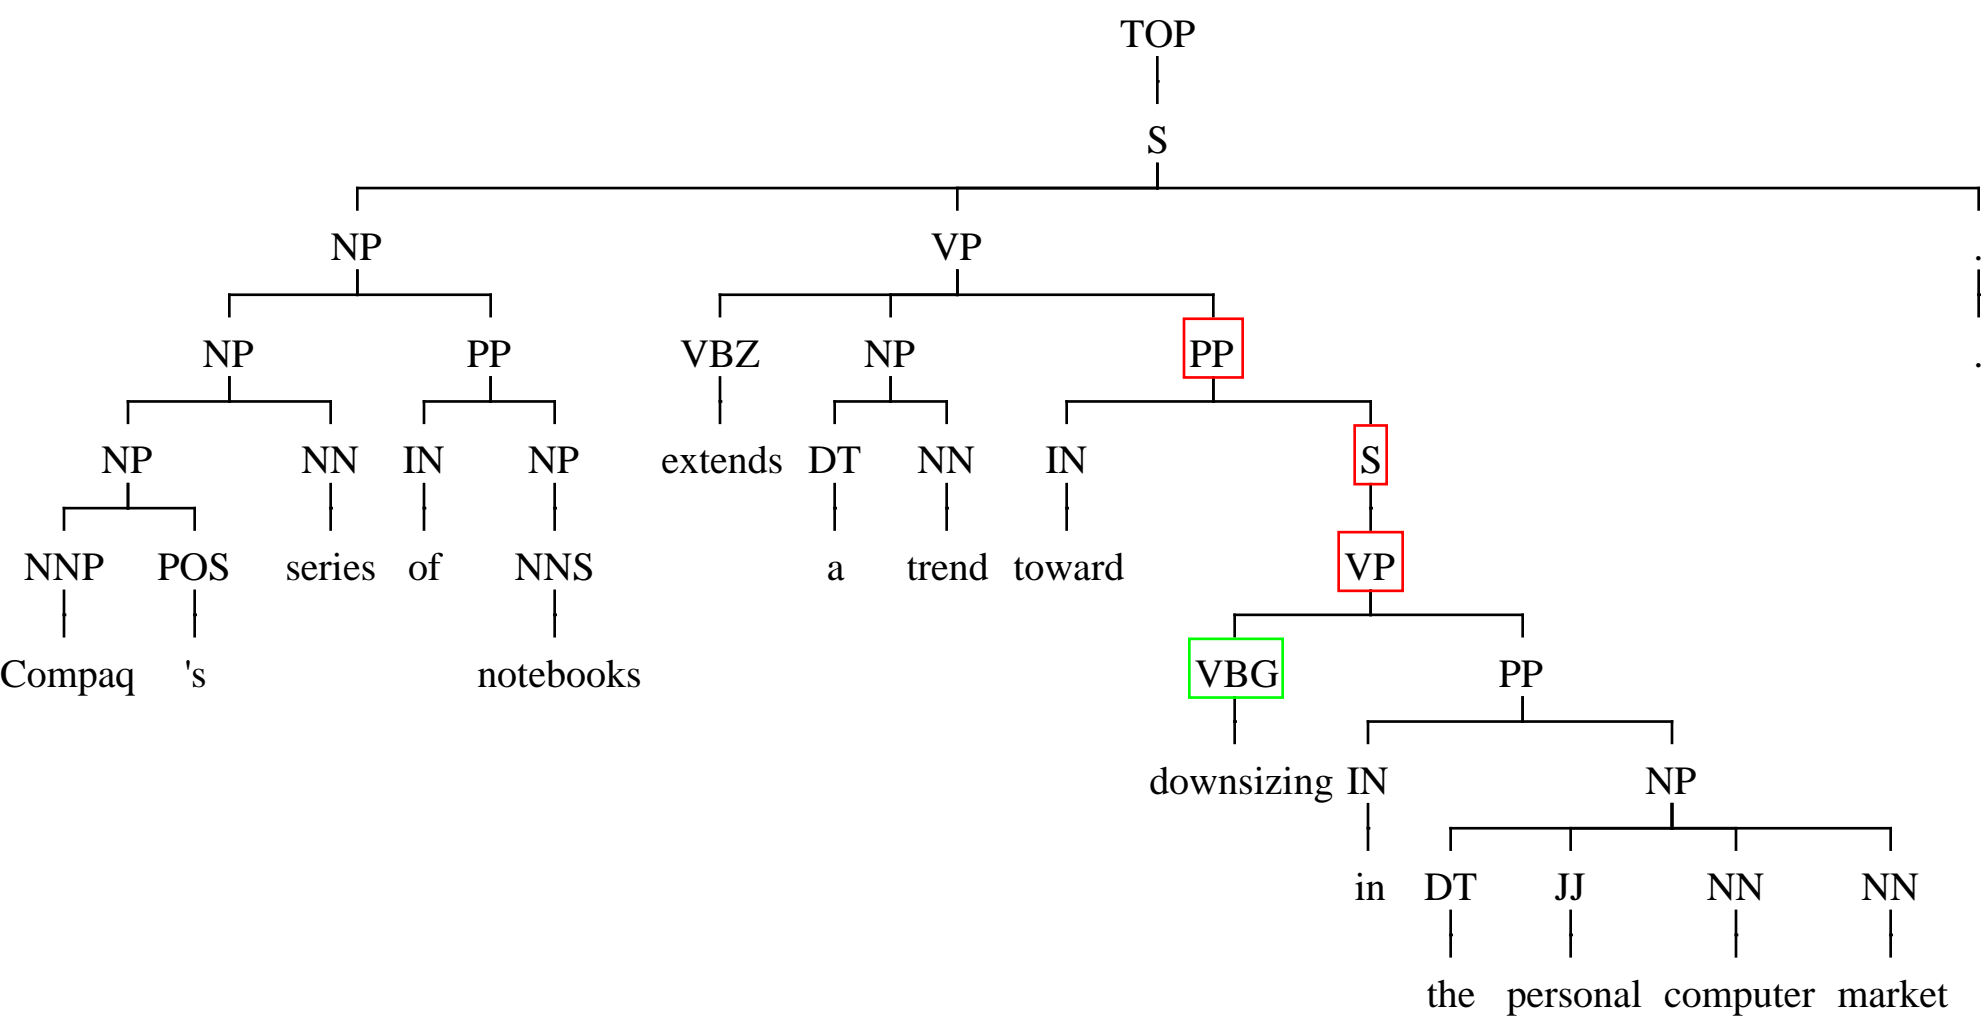 TOP
S
NP VP .
NP PP VBZ NP PP .
NP NN IN NP extends DT NN IN S
NNP POS series of NNS a trend toward VP
Compaq 's notebooks VBG PP
downsizing IN NP
in DT JJ NN NN
the personal computer market